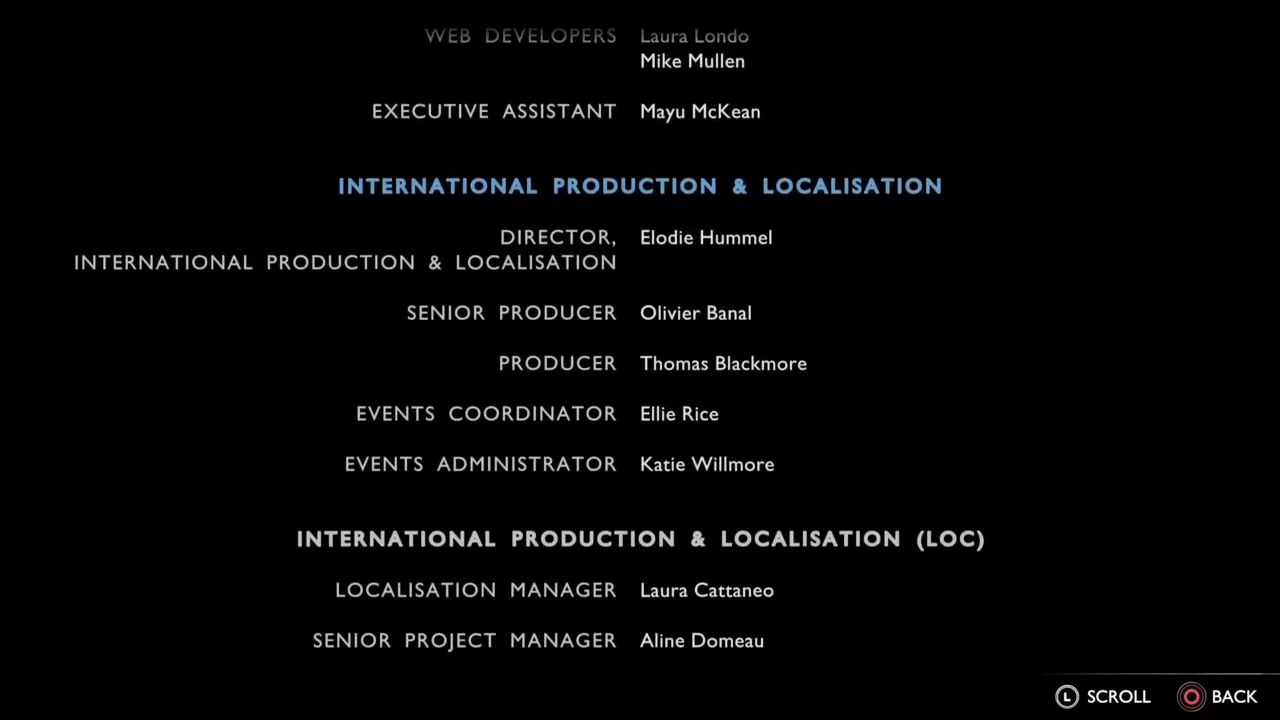 WEB DEVELOPERS Laura Londo
Mike Mullen
EXECUTIVE ASSISTANT Mayu McKean
INTERNATIONAL PRODUCTION & LOCALISATION
DIRECTOR, Elodie Hummel
INTERNATIONAL PRODUCTION & LOCALISATION
SENIOR PRODUCER Olivier Banal
PRODUCER Thomas Blackmore
EVENTS COORDINATOR Ellie Rice
EVENTS ADMINISTRATOR Katie Willmore
INTERNATIONAL PRODUCTION & LOCALISATION (LOC)
LOCALISATION MANAGER Laura Cattaneo
SENIOR PROJECT MANAGER Aline Domeau
L SCROLL BACK